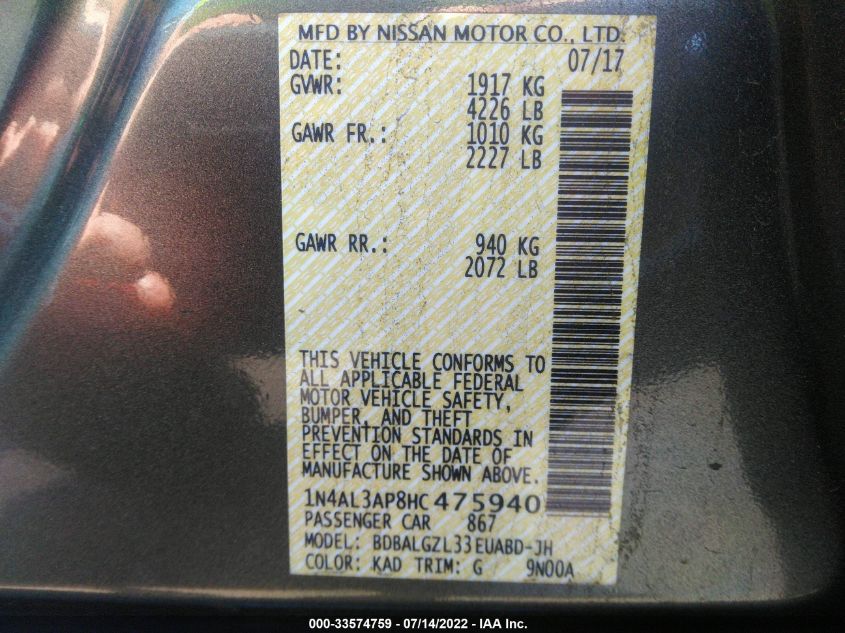 MFD BY NISSAN MOTOR CO., LTD.
DATE: 07/17
GVWR: 1917 KG
4226 LB
GAWR FR.: 1010 KG
2227 LB
GAWR RR.: 940 KG
2072 LB
THIS VEHICLE CONFORMS TO
ALL APPLICABLE FEDERAL
MOTOR VEHICLE SAFETY,
BUMPER, AND THEFT
PREVENTION STANDARDS IN
EFFECT ON THE DATE OF
MANUFACTURE SHOWN ABOVE.
1N4AL3AP8HC475940
PASSENGER CAR 867
MODEL: BDBALGZL33EUABD-JH
COLOR: KAD TRIM: G 9N00A
000-33574759 - 07/14/2022 - IAA Inc.